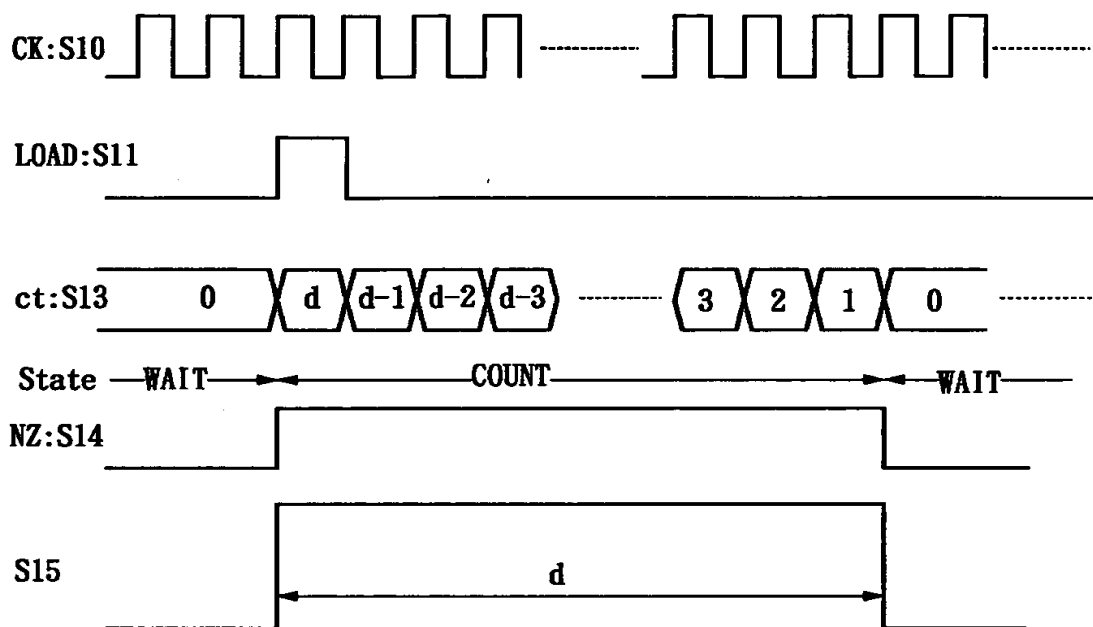 CK:S10
LOAD:S11
ct:S13 0 d d-1 d-2 d-3 3 2 1 0
State WAIT COUNT WAIT
NZ:S14
S15 d